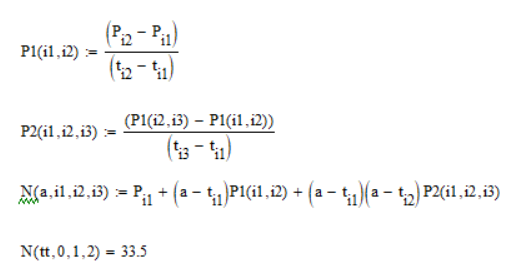 P1(i1,i2) := (P_i2 − P_i1) / (t_i2 − t_i1)
P2(i1,i2,i3) := (P1(i2,i3) − P1(i1,i2)) / (t_i3 − t_i1)
N(a,i1,i2,i3) := P_i1 + (a − t_i1)P1(i1,i2) + (a − t_i1)(a − t_i2) P2(i1,i2,i3)
N(tt,0,1,2) = 33.5